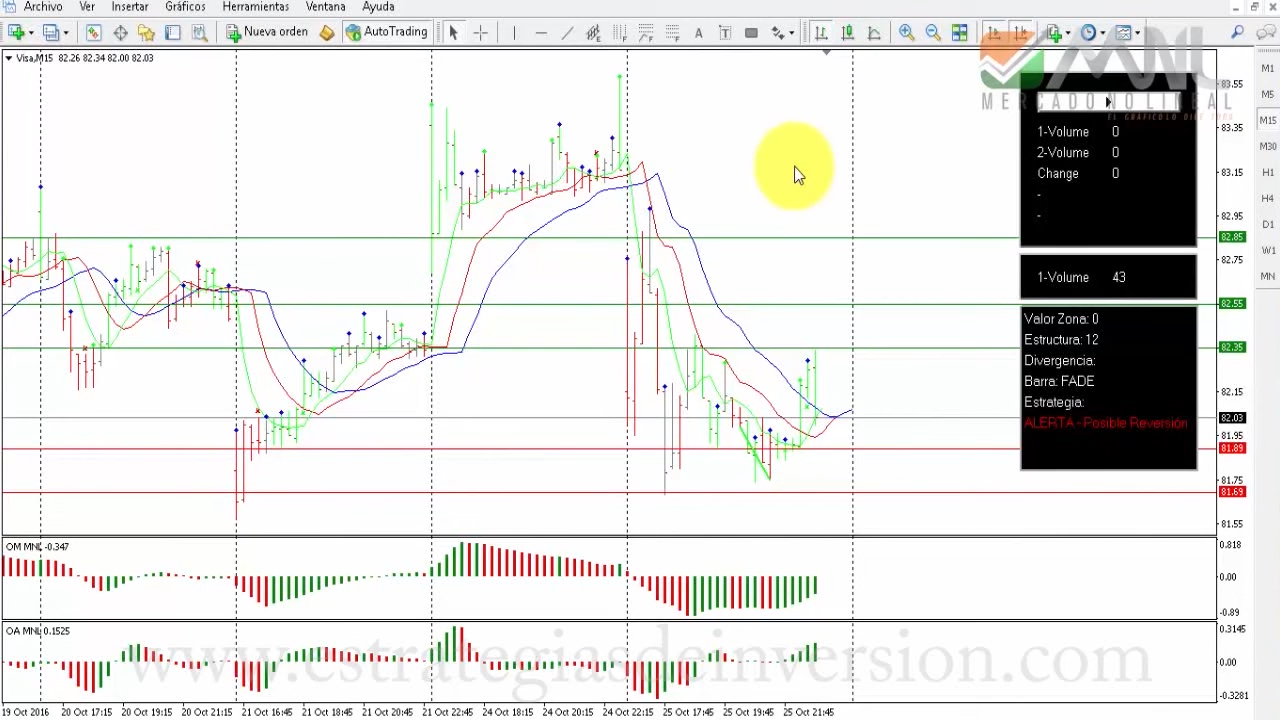 Archivo Ver Insertar Gráficos Herramientas Ventana Ayuda
Nueva orden AutoTrading
Visa,M15 82.26 82.34 82.00 82.03
MNL
MERCADO NO LINEAL
1-Volume 0
2-Volume 0
Change 0
-
-
1-Volume 43
Valor Zona: 0
Estructura: 12
Divergencia:
Barra: FADE
Estrategia:
ALERTA - Posible Reversión
83.55
83.35
83.15
82.95
82.85
82.75
82.55
82.35
82.15
82.03
81.95
81.89
81.75
81.69
81.55
M1
M5
M15
M30
H1
H4
D1
W1
MN
OM MNL -0.347
0.818
0.00
-0.89
OA MNL 0.1525
0.3145
0.00
-0.3281
www.estrategiasdeinversion.com
19 Oct 2016 20 Oct 17:15 20 Oct 19:15 20 Oct 21:15 21 Oct 16:45 21 Oct 18:45 21 Oct 20:45 21 Oct 22:45 24 Oct 18:15 24 Oct 20:15 24 Oct 22:15 25 Oct 17:45 25 Oct 19:45 25 Oct 21:45